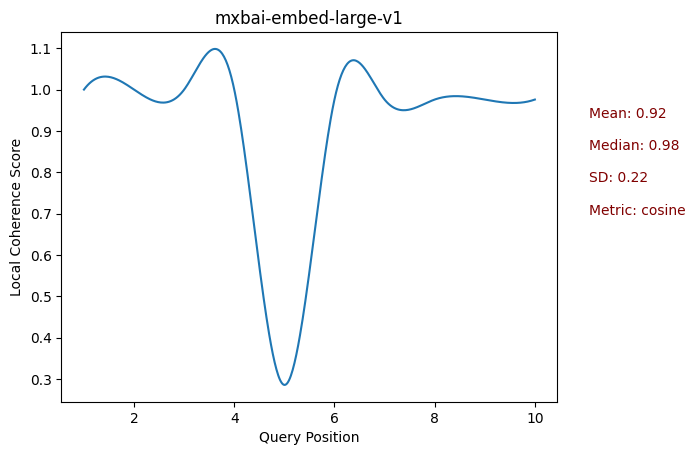 mxbai-embed-large-v1
1.1
1.0
0.9
0.8
0.7
0.6
0.5
0.4
0.3
Local Coherence Score
2 4 6 8 10
Query Position
Mean: 0.92
Median: 0.98
SD: 0.22
Metric: cosine